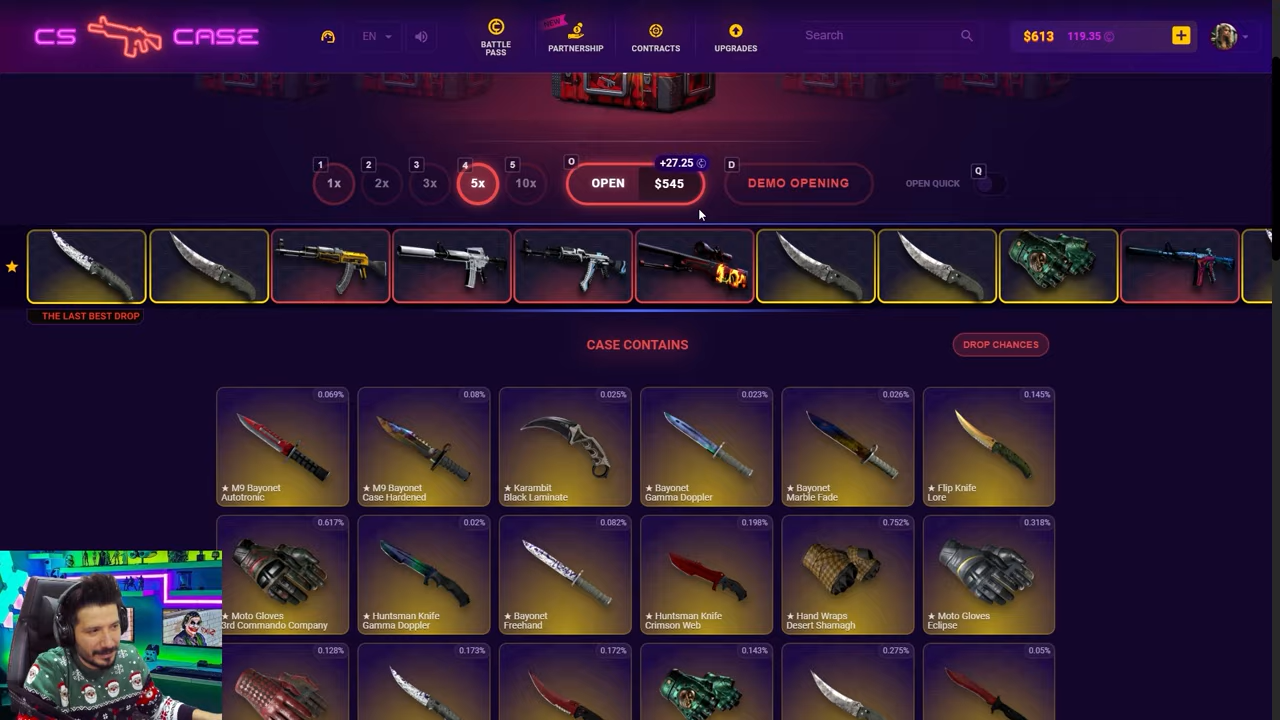 CS CASE
EN
BATTLE
PASS
NEW
PARTNERSHIP
CONTRACTS
UPGRADES
Search
$613
119.35
1 1x
2 2x
3 3x
4 5x
5 10x
O OPEN $545
+27.25
D DEMO OPENING
OPEN QUICK
Q
THE LAST BEST DROP
CASE CONTAINS
DROP CHANCES
0.069%
★ M9 Bayonet
Autotronic
0.08%
★ M9 Bayonet
Case Hardened
0.025%
★ Karambit
Black Laminate
0.023%
★ Bayonet
Gamma Doppler
0.026%
★ Bayonet
Marble Fade
0.145%
★ Flip Knife
Lore
0.617%
★ Moto Gloves
3rd Commando Company
0.02%
★ Huntsman Knife
Gamma Doppler
0.082%
★ Bayonet
Freehand
0.198%
★ Huntsman Knife
Crimson Web
0.752%
★ Hand Wraps
Desert Shamagh
0.318%
★ Moto Gloves
Eclipse
0.128%
0.173%
0.172%
0.143%
0.275%
0.05%